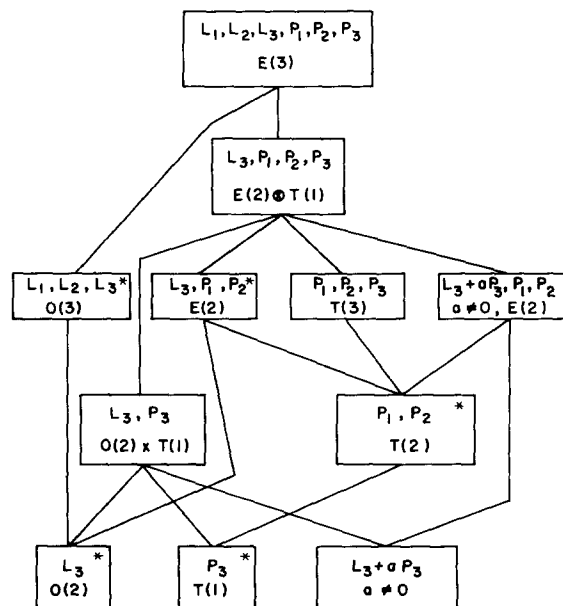 L₁, L₂, L₃, P₁, P₂, P₃
E(3)
L₃, P₁, P₂, P₃
E(2) ⊗ T(1)
L₁, L₂, L₃*
O(3)
L₃, P₁, P₂*
E(2)
P₁, P₂, P₃
T(3)
L₃+aP₃, P₁, P₂
a ≠ 0, E(2)
L₃, P₃
O(2) x T(1)
P₁, P₂ *
T(2)
L₃ *
O(2)
P₃ *
T(1)
L₃+a P₃
a ≠ 0